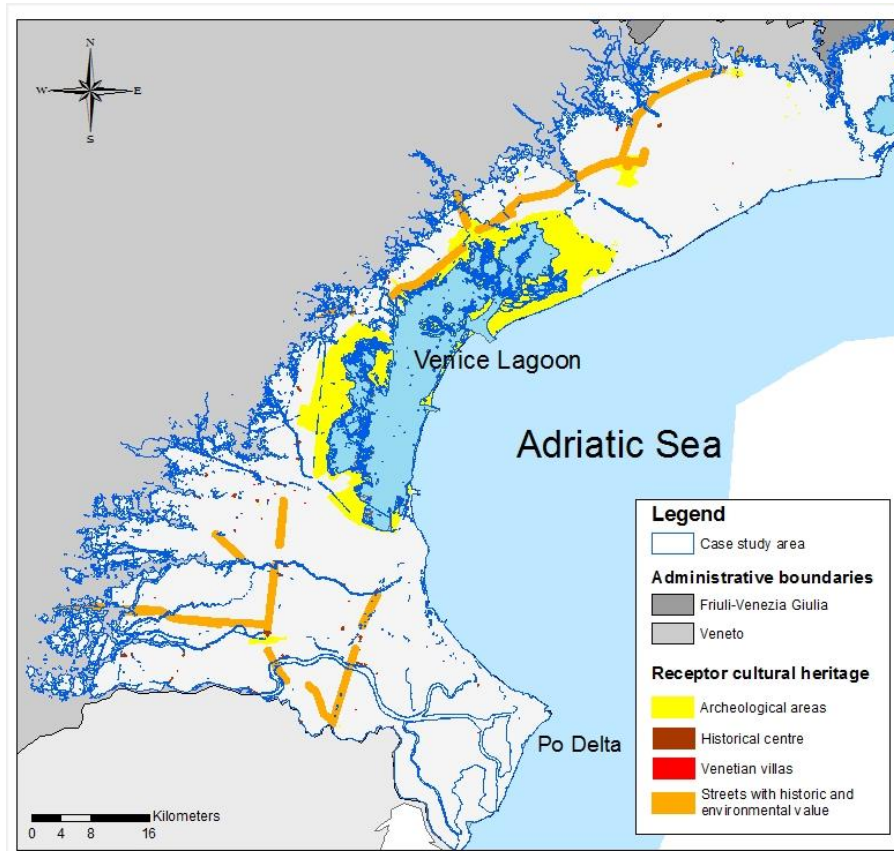 N
W E
S
Venice Lagoon
Adriatic Sea
Po Delta
Legend
Case study area
Administrative boundaries
Friuli-Venezia Giulia
Veneto
Receptor cultural heritage
Archeological areas
Historical centre
Venetian villas
Streets with historic and
environmental value
Kilometers
0 4 8 16